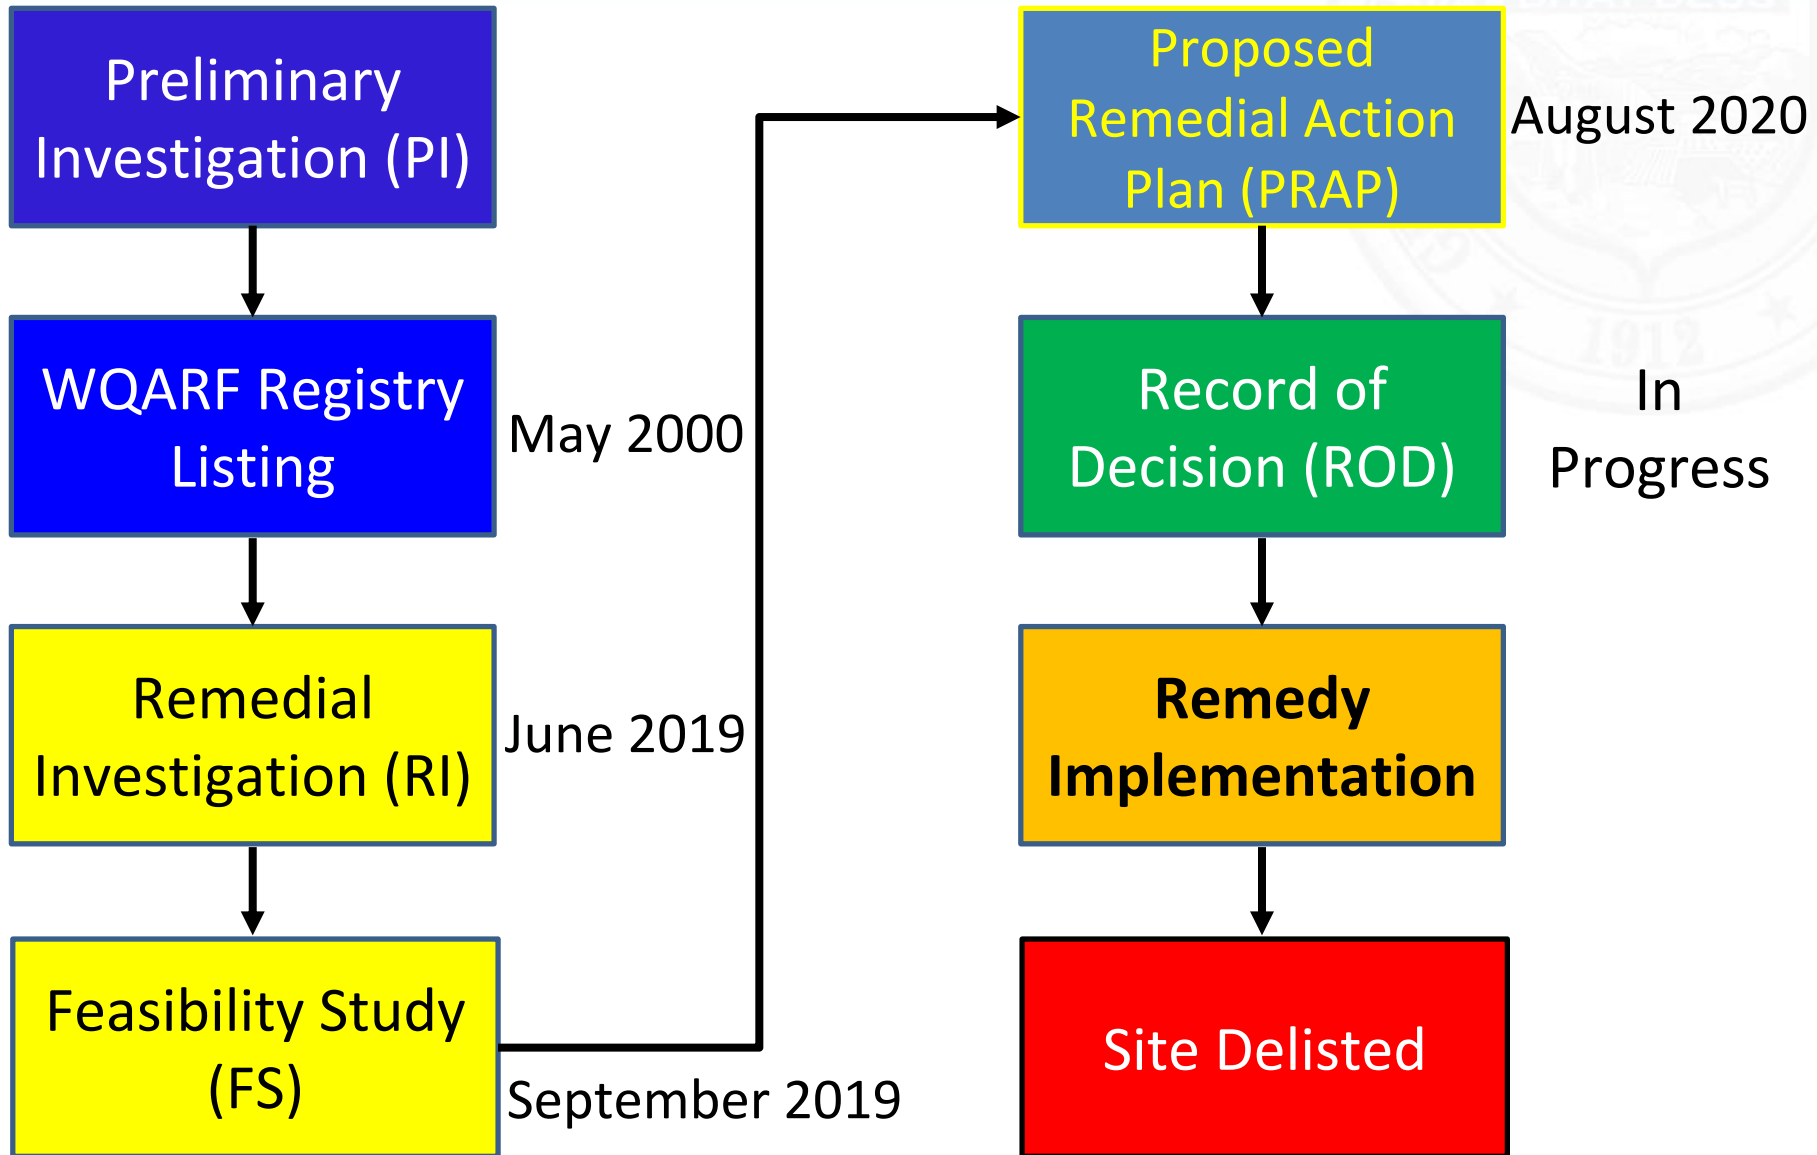 Preliminary
Investigation (PI)
WQARF Registry
Listing
May 2000
Remedial
Investigation (RI)
June 2019
Feasibility Study
(FS)
September 2019
Proposed
Remedial Action
Plan (PRAP)
August 2020
Record of
Decision (ROD)
In
Progress
Remedy
Implementation
Site Delisted
1912